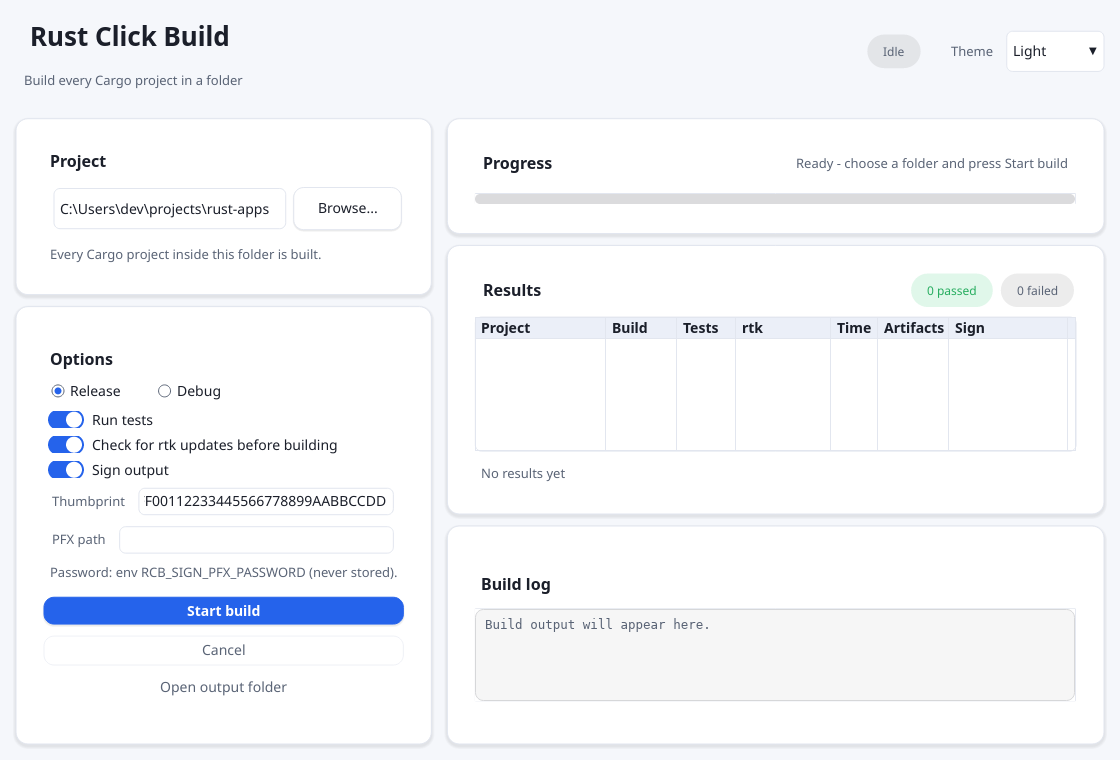 Rust Click Build
Build every Cargo project in a folder
Idle
Theme
Light
Project
C:\Users\dev\projects\rust-apps
Browse...
Every Cargo project inside this folder is built.
Options
Release
Debug
Run tests
Check for rtk updates before building
Sign output
Thumbprint
F00112233445566778899AABBCCDD
PFX path
Password: env RCB_SIGN_PFX_PASSWORD (never stored).
Start build
Cancel
Open output folder
Progress
Ready - choose a folder and press Start build
Results
0 passed
0 failed
Project Build Tests rtk Time Artifacts Sign
No results yet
Build log
Build output will appear here.